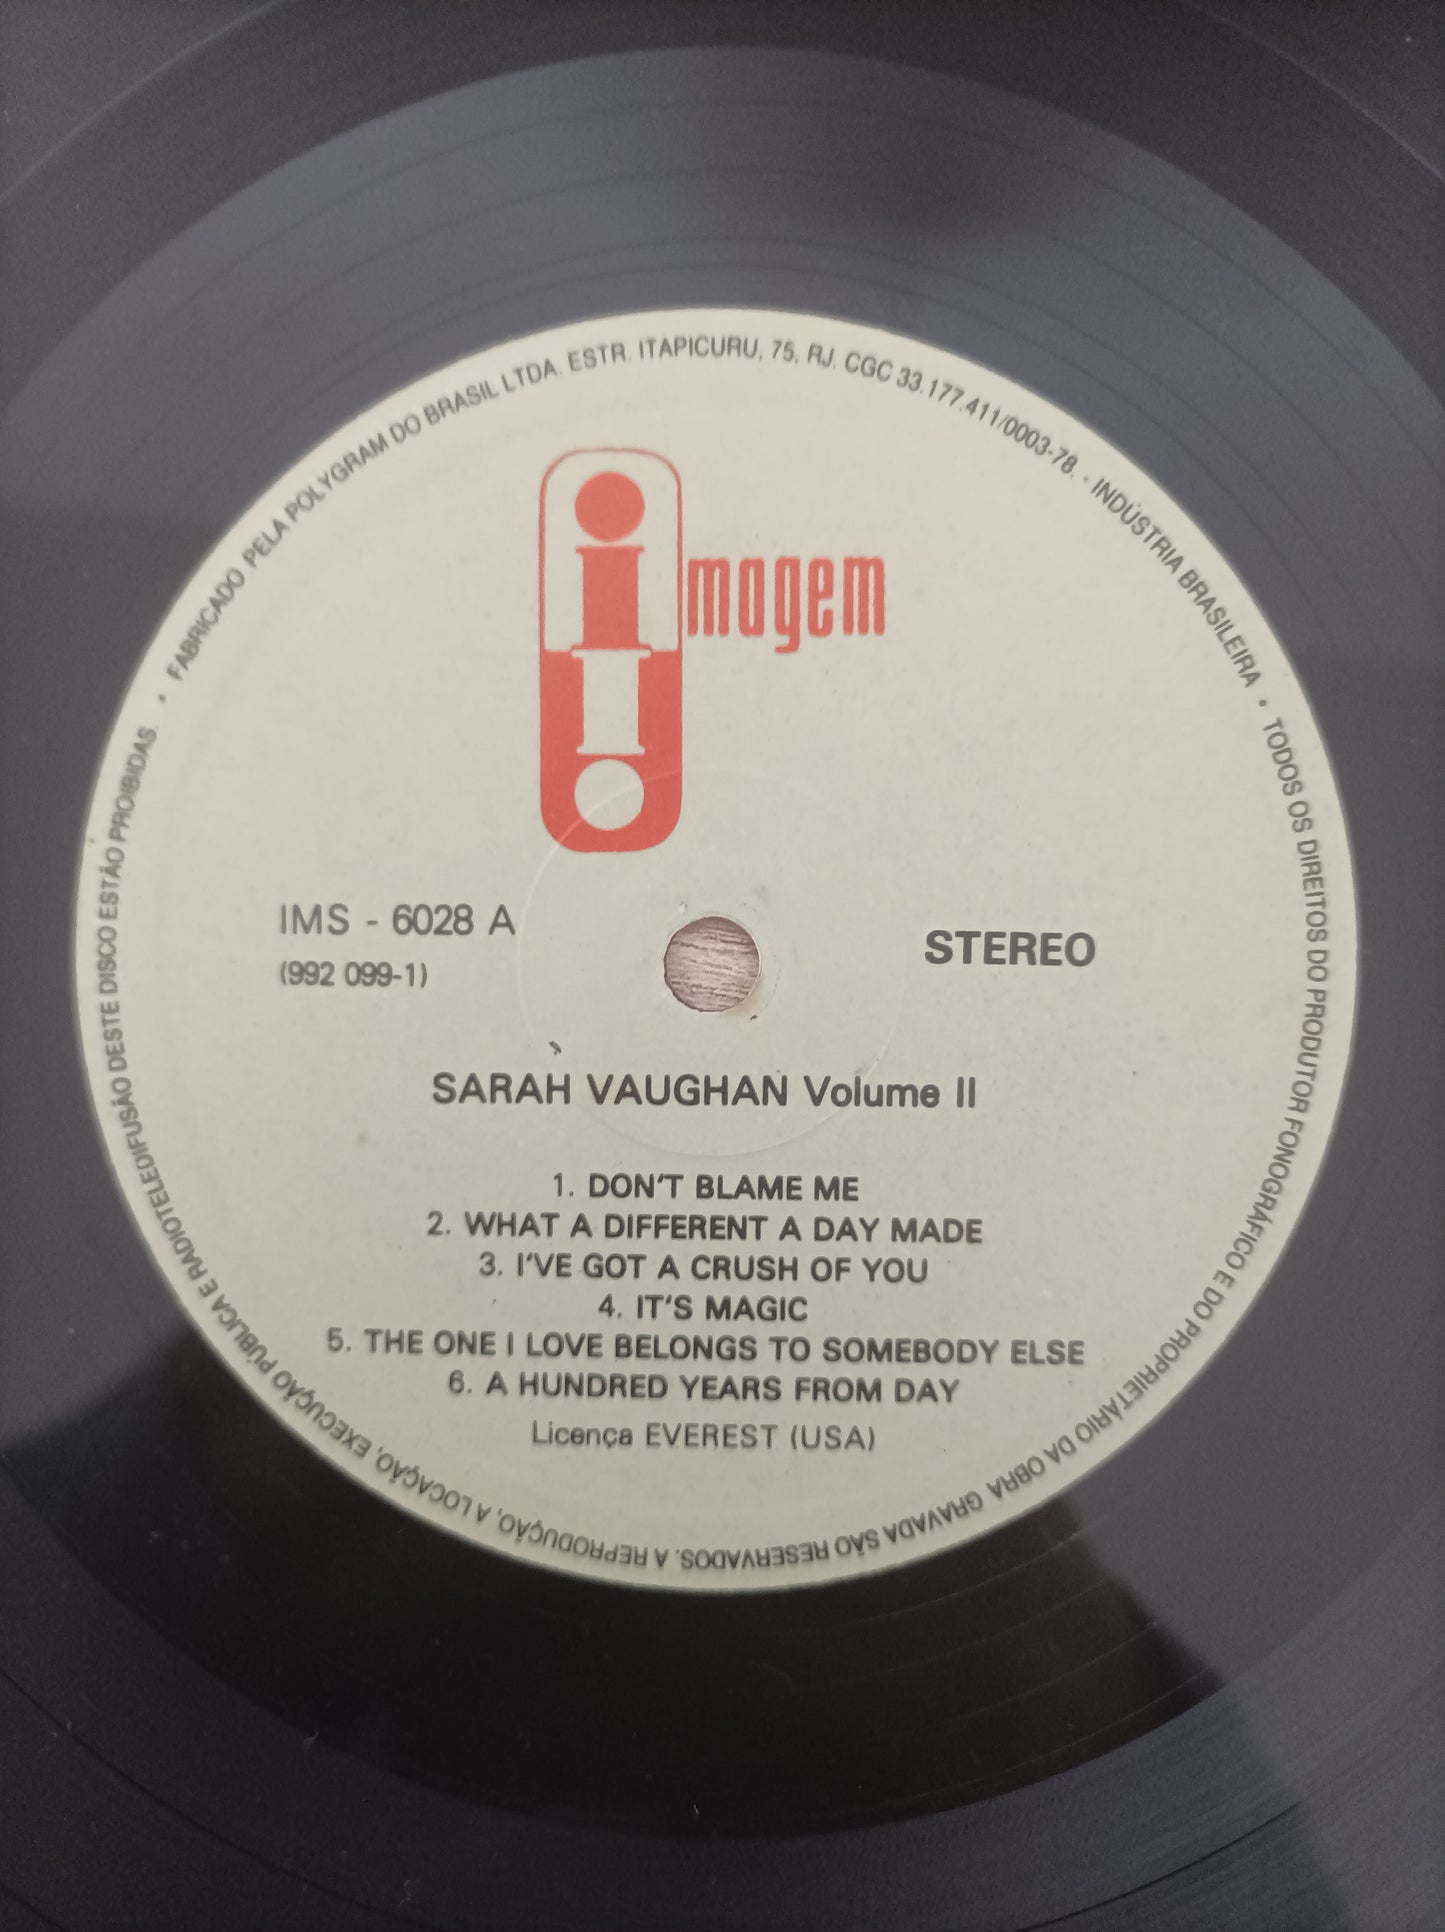 • FABRICADO PELA POLYGRAM DO BRASIL LTDA. ESTR. ITAPICURU, 75, RJ. CGC 33.177.411/0003-78. - INDÚSTRIA BRASILEIRA • TODOS OS DIREITOS DO PRODUTOR FONOGRÁFICO E DO PROPRIETÁRIO DA OBRA GRAVADA SÃO RESERVADOS. A REPRODUÇÃO, A LOCAÇÃO, EXECUÇÃO PÚBLICA E RADIOTELEDIFUSÃO DESTE DISCO ESTÃO PROIBIDAS.
imagem
IMS - 6028 A
(992 099-1)
STEREO
SARAH VAUGHAN Volume II
1. DON'T BLAME ME
2. WHAT A DIFFERENT A DAY MADE
3. I'VE GOT A CRUSH OF YOU
4. IT'S MAGIC
5. THE ONE I LOVE BELONGS TO SOMEBODY ELSE
6. A HUNDRED YEARS FROM DAY
Licença EVEREST (USA)